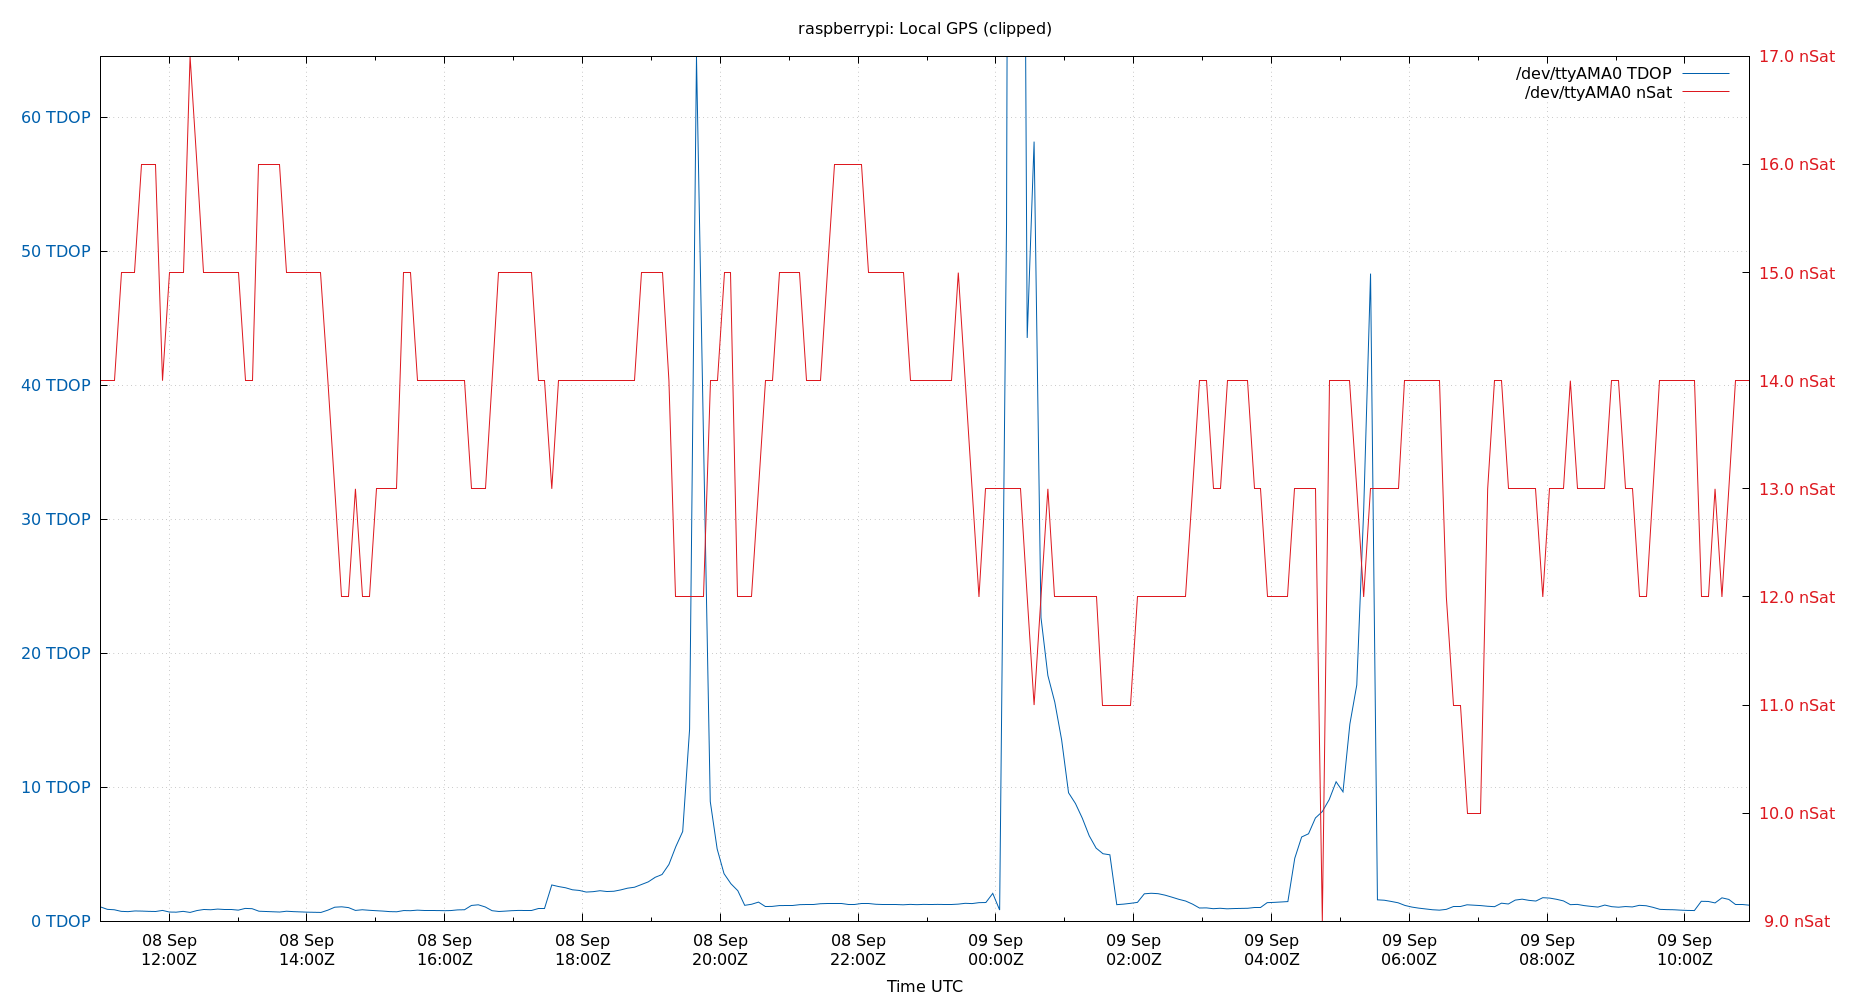 raspberrypi: Local GPS (clipped)
/dev/ttyAMA0 TDOP
/dev/ttyAMA0 nSat
60 TDOP
50 TDOP
40 TDOP
30 TDOP
20 TDOP
10 TDOP
0 TDOP
17.0 nSat
16.0 nSat
15.0 nSat
14.0 nSat
13.0 nSat
12.0 nSat
11.0 nSat
10.0 nSat
9.0 nSat
08 Sep
12:00Z
08 Sep
14:00Z
08 Sep
16:00Z
08 Sep
18:00Z
08 Sep
20:00Z
08 Sep
22:00Z
09 Sep
00:00Z
09 Sep
02:00Z
09 Sep
04:00Z
09 Sep
06:00Z
09 Sep
08:00Z
09 Sep
10:00Z
Time UTC